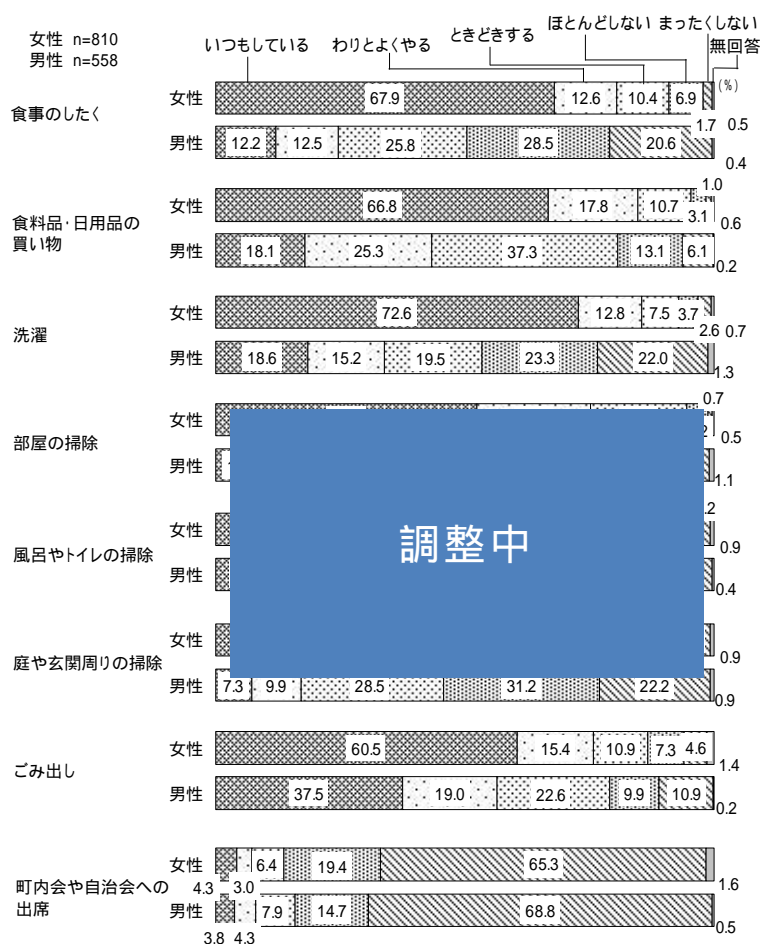 女性 n=810
男性 n=558
いつもしている わりとよくやる ときどきする ほとんどしない まったくしない 無回答
(%)
食事のしたく
女性 67.9 12.6 10.4 6.9 1.7 0.5
男性 12.2 12.5 25.8 28.5 20.6 0.4
食料品・日用品の
買い物
女性 66.8 17.8 10.7 3.1 1.0 0.6
男性 18.1 25.3 37.3 13.1 6.1 0.2
洗濯
女性 72.6 12.8 7.5 3.7 2.6 0.7
男性 18.6 15.2 19.5 23.3 22.0 1.3
部屋の掃除
女性 0.7 0.5
男性 1.1
調整中
風呂やトイレの掃除
女性 0.9
男性 0.4
庭や玄関周りの掃除
女性 0.9
男性 7.3 9.9 28.5 31.2 22.2 0.9
ごみ出し
女性 60.5 15.4 10.9 7.3 4.6 1.4
男性 37.5 19.0 22.6 9.9 10.9 0.2
町内会や自治会への
出席
女性 4.3 3.0 6.4 19.4 65.3 1.6
男性 3.8 4.3 7.9 14.7 68.8 0.5